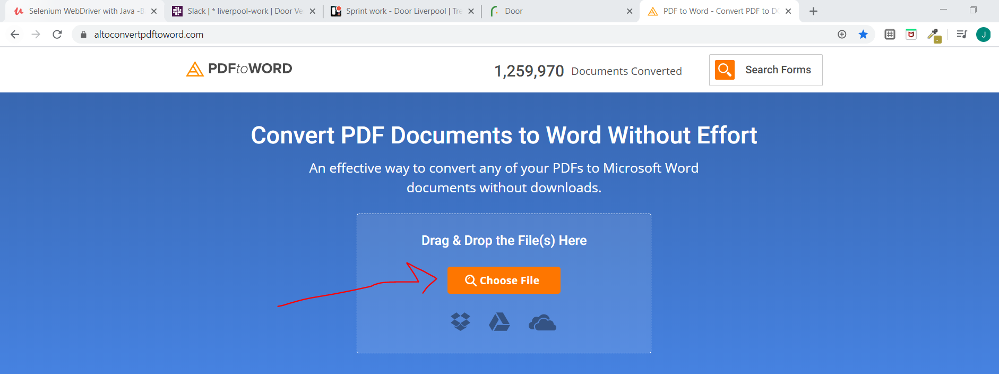 Selenium WebDriver with Java -B
Slack | * liverpool-work | Door Ve
Sprint work - Door Liverpool | Tre
Door
PDF to Word - Convert PDF to DO
altoconvertpdftoword.com
J
PDFtoWORD
1,259,970 Documents Converted
Search Forms
Convert PDF Documents to Word Without Effort
An effective way to convert any of your PDFs to Microsoft Word
documents without downloads.
Drag & Drop the File(s) Here
Choose File